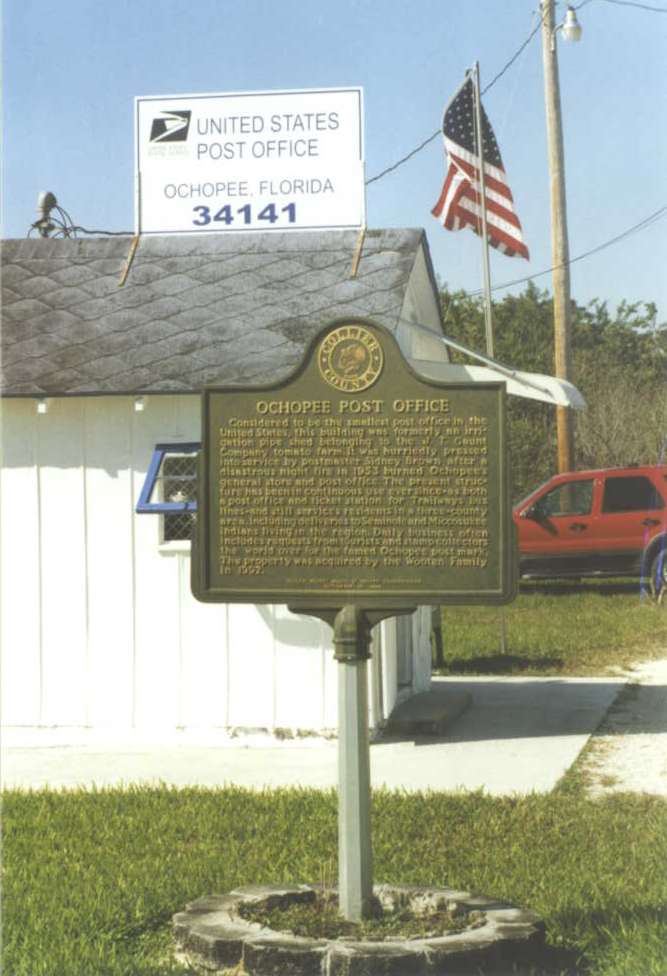 UNITED STATES
POST OFFICE
OCHOPEE, FLORIDA
34141
COLLIER
COUNTY
OCHOPEE POST OFFICE
Considered to be the smallest post office in the
United States, this building was formerly an irri-
gation pipe shed belonging to the J. T. Gaunt
Company tomato farm. It was hurriedly pressed
into service by postmaster Sidney Brown after a
disastrous night fire in 1953 burned Ochopee's
general store and post office. The present struc-
ture has been in continuous use ever since-as both
a post office and ticket station for Trailways bus
lines-and still services residents in a three-county
area, including deliveries to Seminole and Miccosukee
Indians living in the region. Daily business often
includes requests from tourists and stamp collectors
the world over for the famed Ochopee post mark.
The property was acquired by the Wooten Family
in 1992.